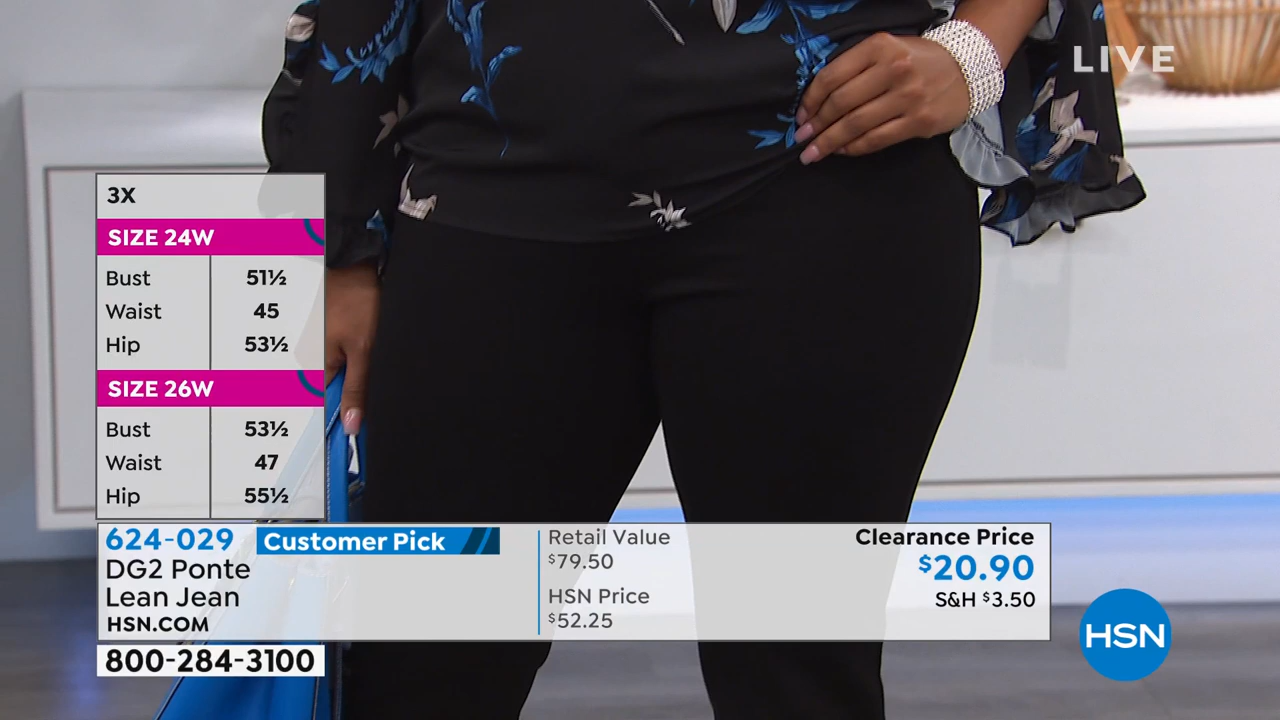 LIVE
3X
SIZE 24W
Bust 51½
Waist 45
Hip 53½
SIZE 26W
Bust 53½
Waist 47
Hip 55½
624-029 Customer Pick
DG2 Ponte
Lean Jean
HSN.COM
800-284-3100
Retail Value
$79.50
HSN Price
$52.25
Clearance Price
$20.90
S&H $3.50
HSN